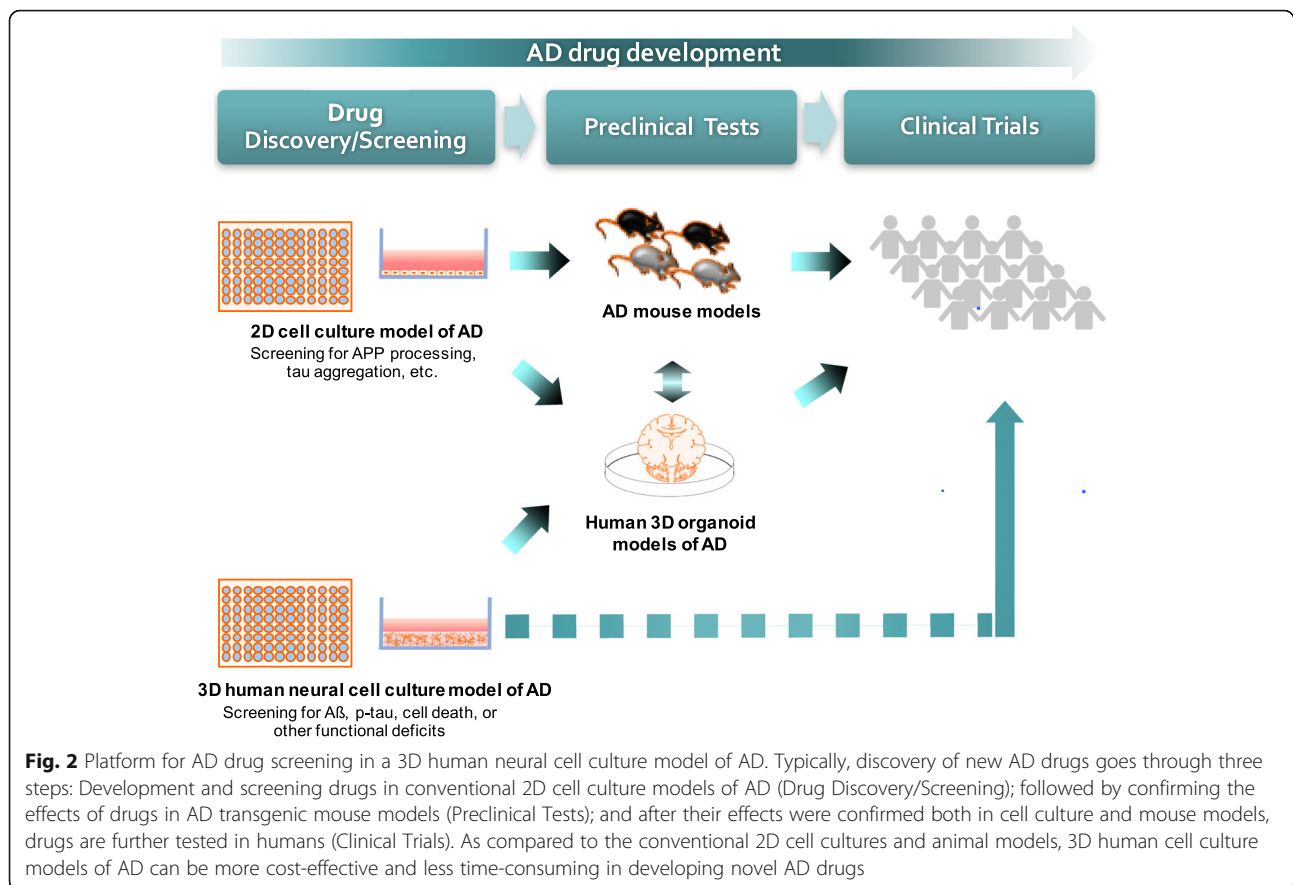 AD drug development
Drug
Discovery/Screening
Preclinical Tests
Clinical Trials
2D cell culture model of AD
Screening for APP processing,
tau aggregation, etc.
AD mouse models
Human 3D organoid
models of AD
3D human neural cell culture model of AD
Screening for Aß, p-tau, cell death, or
other functional deficits
Fig. 2 Platform for AD drug screening in a 3D human neural cell culture model of AD. Typically, discovery of new AD drugs goes through three
steps: Development and screening drugs in conventional 2D cell culture models of AD (Drug Discovery/Screening); followed by confirming the
effects of drugs in AD transgenic mouse models (Preclinical Tests); and after their effects were confirmed both in cell culture and mouse models,
drugs are further tested in humans (Clinical Trials). As compared to the conventional 2D cell cultures and animal models, 3D human cell culture
models of AD can be more cost-effective and less time-consuming in developing novel AD drugs